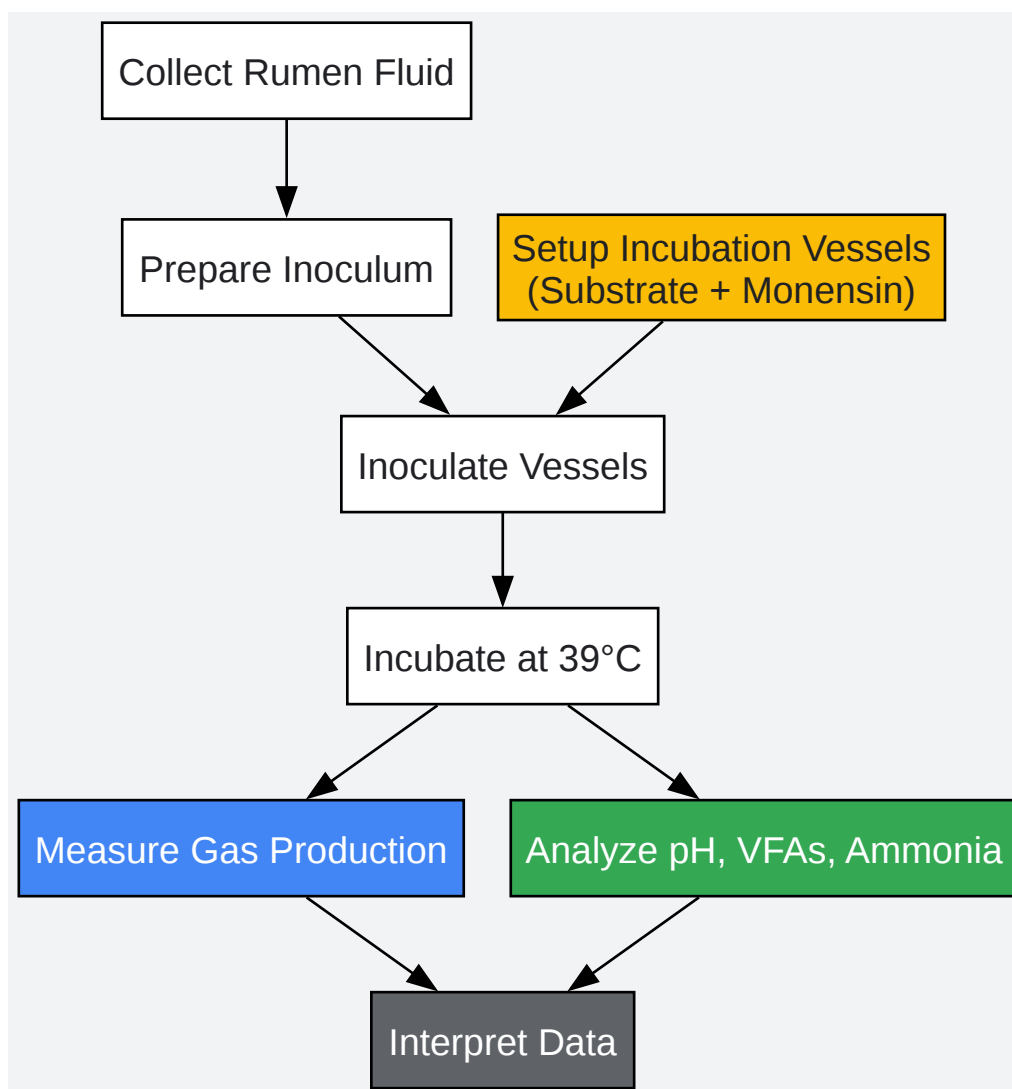 Collect Rumen Fluid
Prepare Inoculum
Setup Incubation Vessels
(Substrate + Monensin)
Inoculate Vessels
Incubate at 39°C
Measure Gas Production
Analyze pH, VFAs, Ammonia
Interpret Data